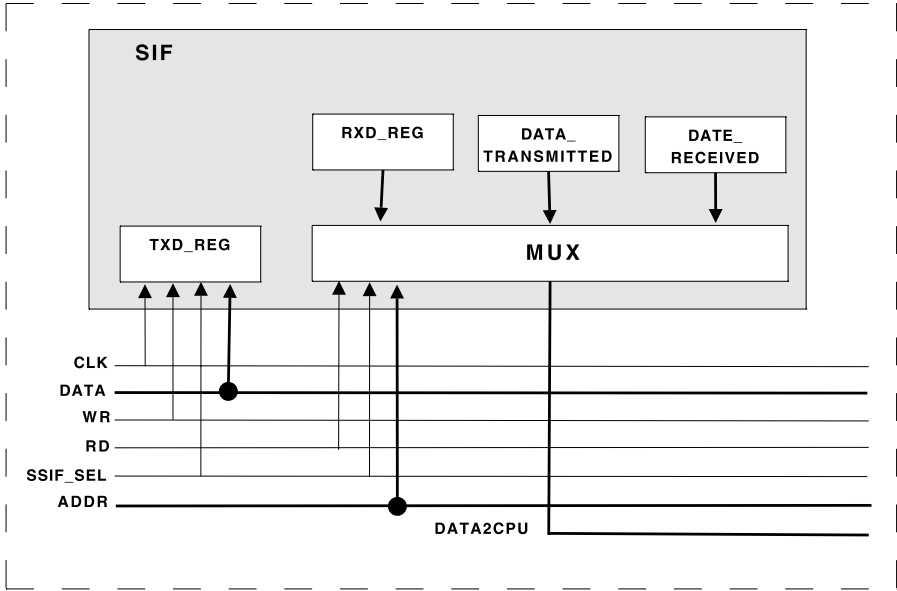 SIF
RXD_REG
DATA_
TRANSMITTED
DATE_
RECEIVED
TXD_REG
MUX
CLK
DATA
WR
RD
SSIF_SEL
ADDR
DATA2CPU